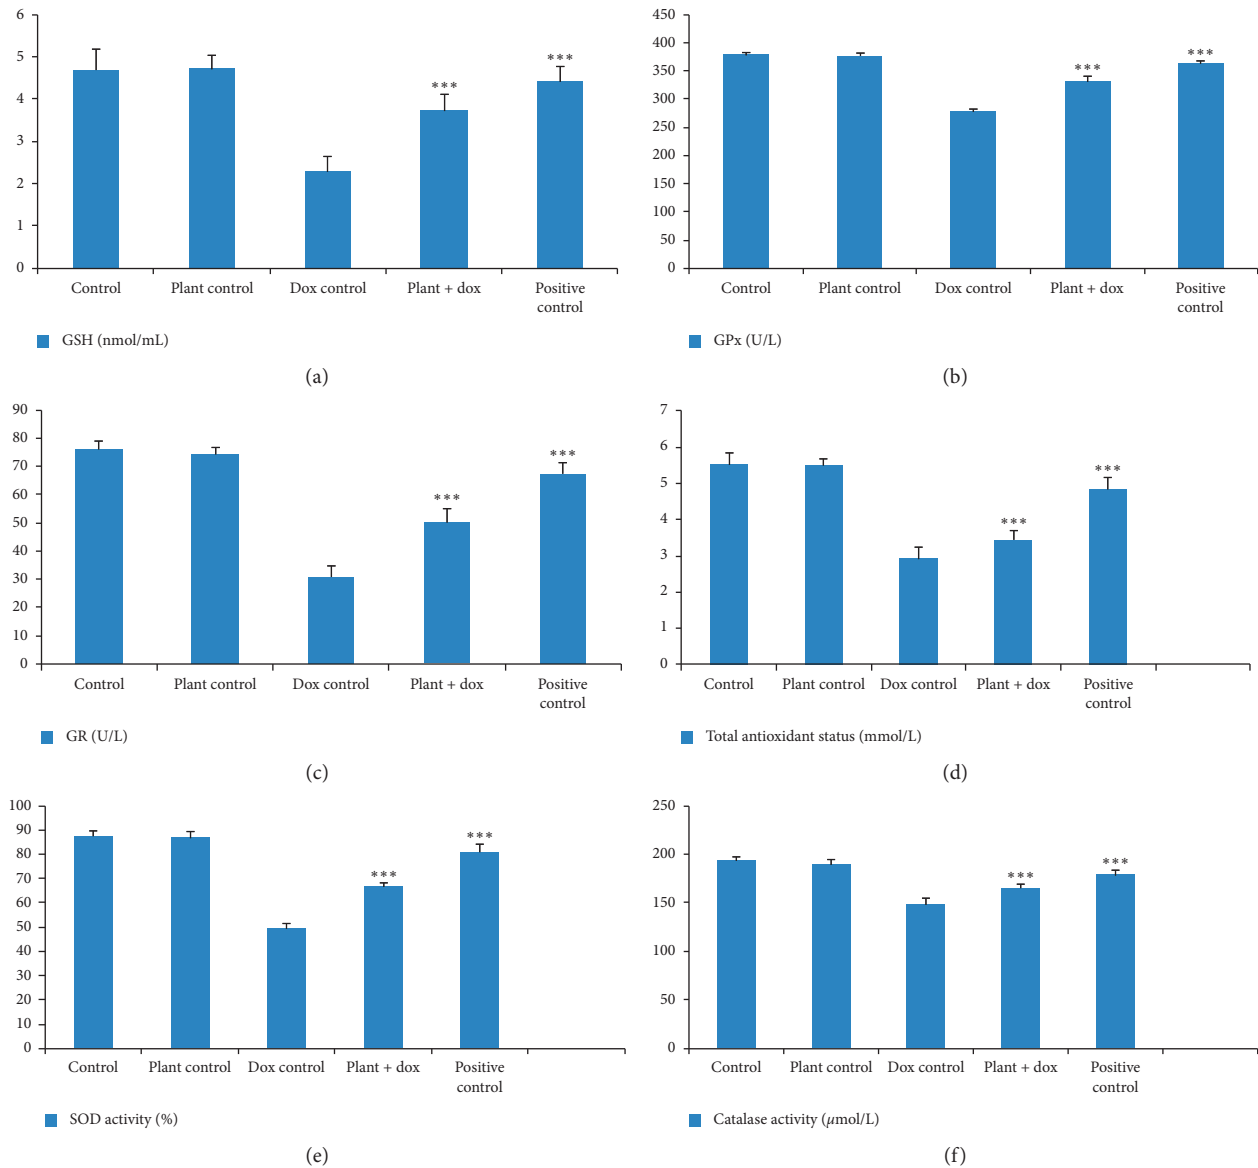 6
5
4
3
2
1
0
***
***
Control
Plant control
Dox control
Plant + dox
Positive
control
GSH (nmol/mL)
(a)
450
400
350
300
250
200
150
100
50
0
***
***
Control
Plant control
Dox control
Plant + dox
Positive
control
GPx (U/L)
(b)
90
80
70
60
50
40
30
20
10
0
***
***
Control
Plant control
Dox control
Plant + dox
Positive
control
GR (U/L)
(c)
7
6
5
4
3
2
1
0
***
***
Control
Plant control
Dox control
Plant + dox
Positive
control
Total antioxidant status (mmol/L)
(d)
100
90
80
70
60
50
40
30
20
10
0
***
***
Control
Plant control
Dox control
Plant + dox
Positive
control
SOD activity (%)
(e)
250
200
150
100
50
0
***
***
Control
Plant control
Dox control
Plant + dox
Positive
control
Catalase activity (μmol/L)
(f)